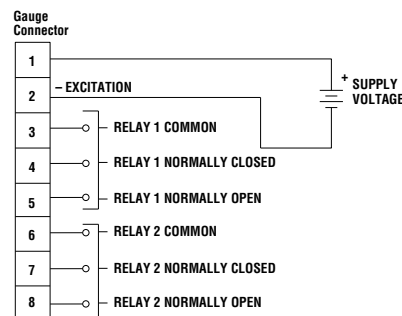 Gauge
Connector
1
+ SUPPLY
VOLTAGE
2 – EXCITATION
3 RELAY 1 COMMON
4 RELAY 1 NORMALLY CLOSED
5 RELAY 1 NORMALLY OPEN
6 RELAY 2 COMMON
7 RELAY 2 NORMALLY CLOSED
8 RELAY 2 NORMALLY OPEN